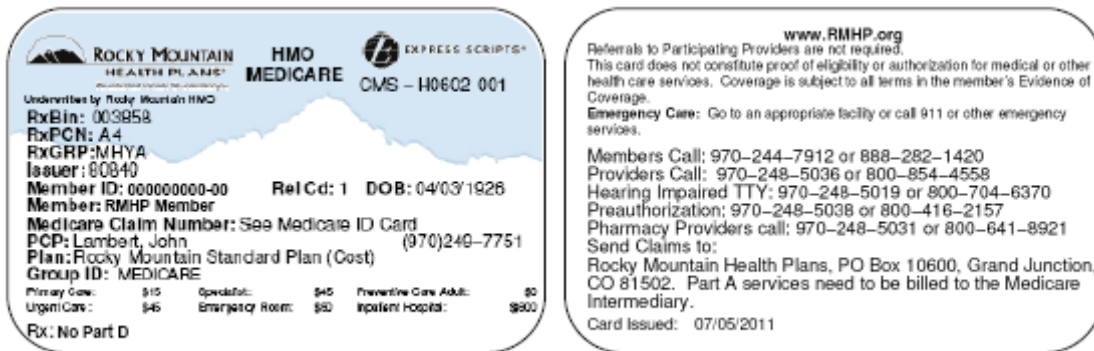 ROCKY MOUNTAIN
HEALTH PLANS®
Underwritten by Rocky Mountain HMO
HMO
MEDICARE
EXPRESS SCRIPTS®
CMS – H0602 001
RxBin: 003858
RxPCN: A4
RxGRP:MHYA
Issuer: 80840
Member ID: 000000000-00 Rel Cd: 1 DOB: 04/03/1926
Member: RMHP Member
Medicare Claim Number: See Medicare ID Card
PCP: Lambert, John (970)249–7751
Plan: Rocky Mountain Standard Plan (Cost)
Group ID: MEDICARE
Primary Care: $15 Specialist: $45 Preventive Care Adult: $0
Urgent Care: $45 Emergency Room: $50 Inpatient Hospital:
Rx: No Part D
www.RMHP.org
Referrals to Participating Providers are not required.
This card does not constitute proof of eligibility or authorization for medical or other
health care services. Coverage is subject to all terms in the member's Evidence of
Coverage.
Emergency Care: Go to an appropriate facility or call 911 or other emergency
services.
Members Call: 970–244–7912 or 888–282–1420
Providers Call: 970–248–5036 or 800–854–4558
Hearing Impaired TTY: 970–248–5019 or 800–704–6370
Preauthorization: 970–248–5038 or 800–416–2157
Pharmacy Providers call: 970–248–5031 or 800–641–8921
Send Claims to:
Rocky Mountain Health Plans, PO Box 10600, Grand Junction,
CO 81502. Part A services need to be billed to the Medicare
Intermediary.
Card Issued: 07/05/2011